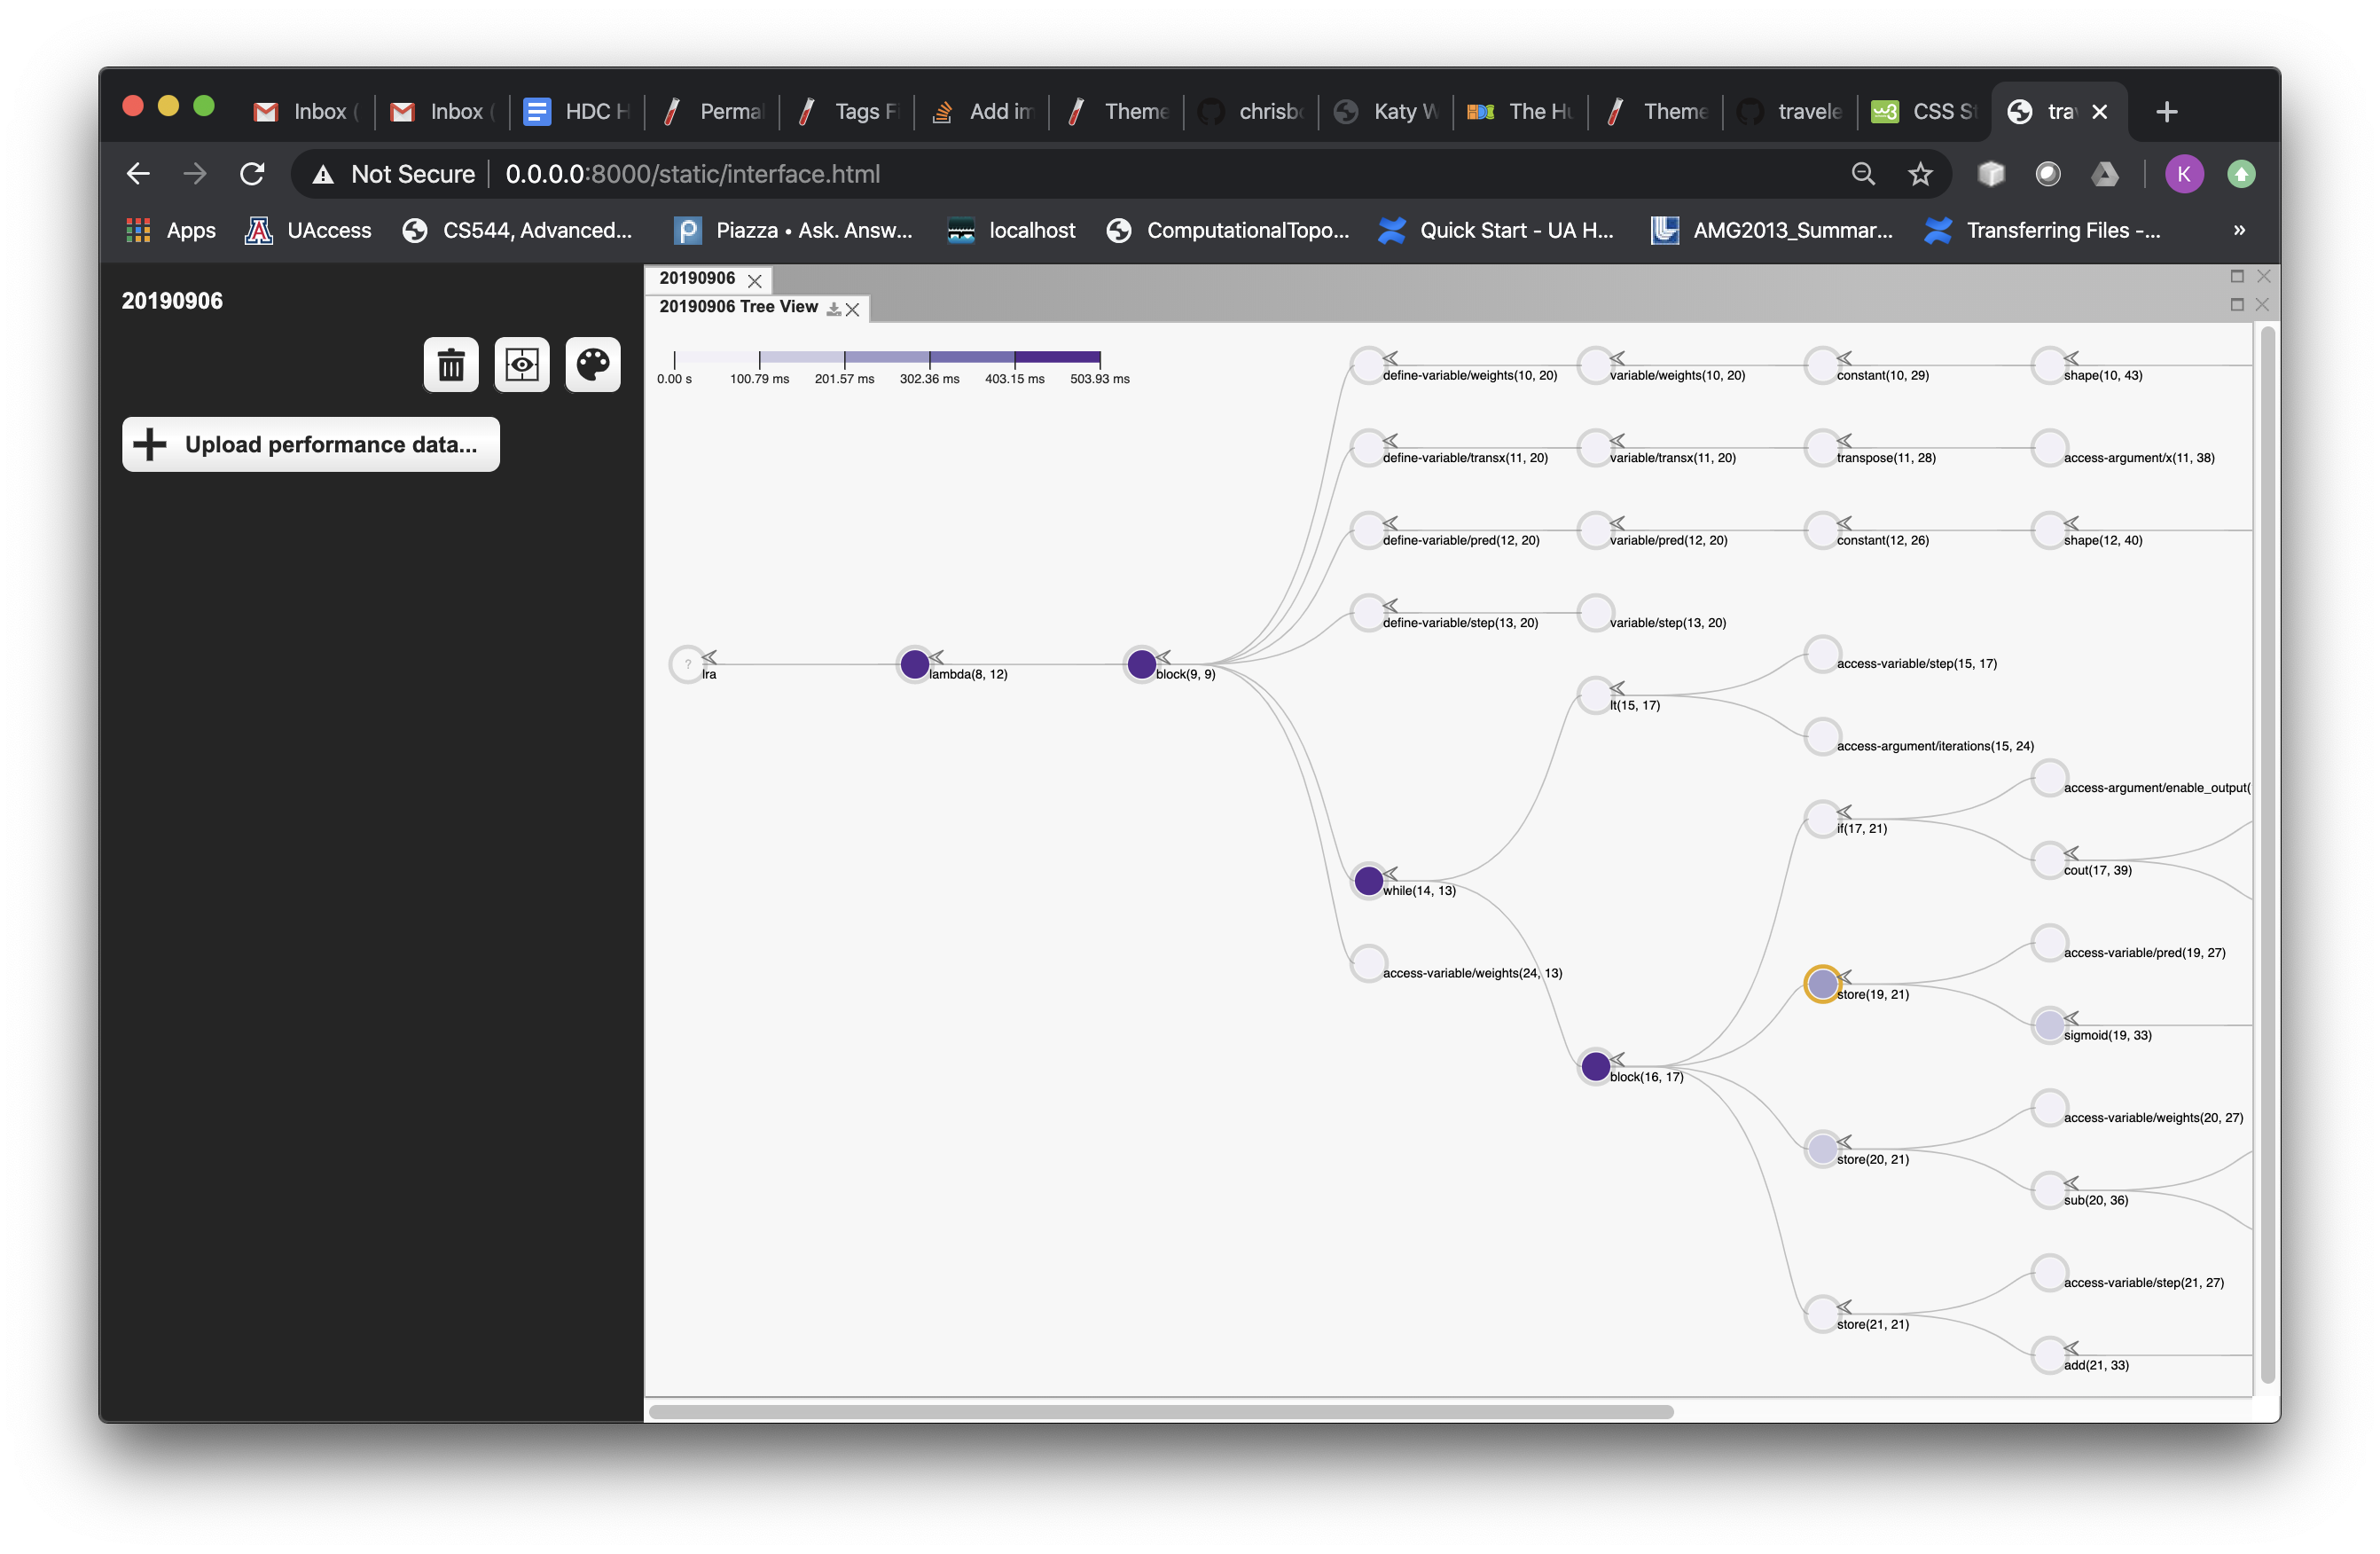 Inbox (
Inbox (
HDC H
Permal
Tags Fi
Add im
Theme
chrisbo
Katy W
The Hu
Theme
travele
CSS St
tra
Not Secure
0.0.0.0:8000/static/interface.html
K
Apps
UAccess
CS544, Advanced...
Piazza • Ask. Answ...
localhost
ComputationalTopo...
Quick Start - UA H...
AMG2013_Summar...
Transferring Files -...
»
20190906
Upload performance data...
20190906
20190906 Tree View
0.00 s
100.79 ms
201.57 ms
302.36 ms
403.15 ms
503.93 ms
define-variable/weights(10, 20)
variable/weights(10, 20)
constant(10, 29)
shape(10, 43)
define-variable/transx(11, 20)
variable/transx(11, 20)
transpose(11, 28)
access-argument/x(11, 38)
define-variable/pred(12, 20)
variable/pred(12, 20)
constant(12, 26)
shape(12, 40)
define-variable/step(13, 20)
variable/step(13, 20)
?
lra
lambda(8, 12)
block(9, 9)
access-variable/step(15, 17)
lt(15, 17)
access-argument/iterations(15, 24)
access-argument/enable_output(
if(17, 21)
cout(17, 39)
while(14, 13)
access-variable/pred(19, 27)
access-variable/weights(24, 13)
store(19, 21)
sigmoid(19, 33)
block(16, 17)
access-variable/weights(20, 27)
store(20, 21)
sub(20, 36)
access-variable/step(21, 27)
store(21, 21)
add(21, 33)